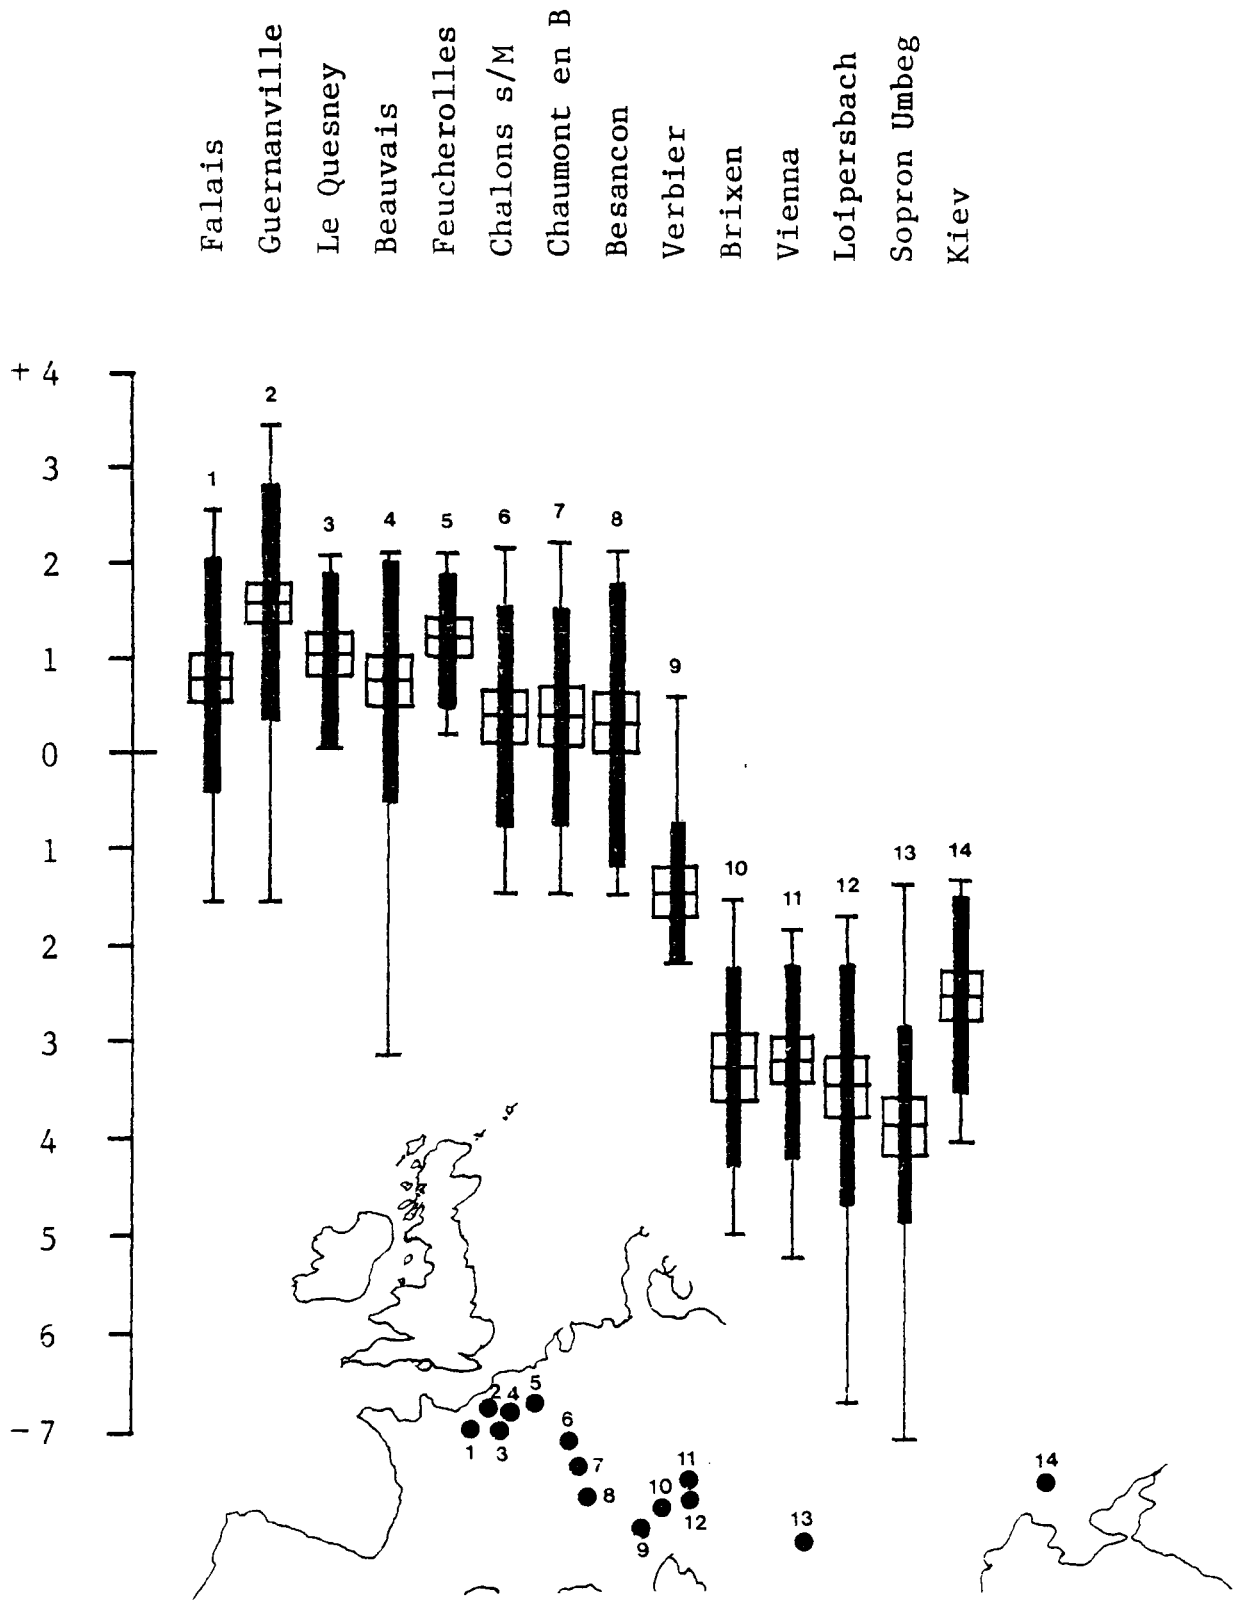 Falais
Guernanville
Le Quesney
Beauvais
Feucherolles
Chalons s/M
Chaumont en B
Besancon
Verbier
Brixen
Vienna
Loipersbach
Sopron Umbeg
Kiev
+ 4
3
2
1
0
1
2
3
4
5
6
- 7
1
2
3
4
5
6
7
8
9
10
11
12
13
14
1
2
3
4
5
6
7
8
9
10
11
12
13
14